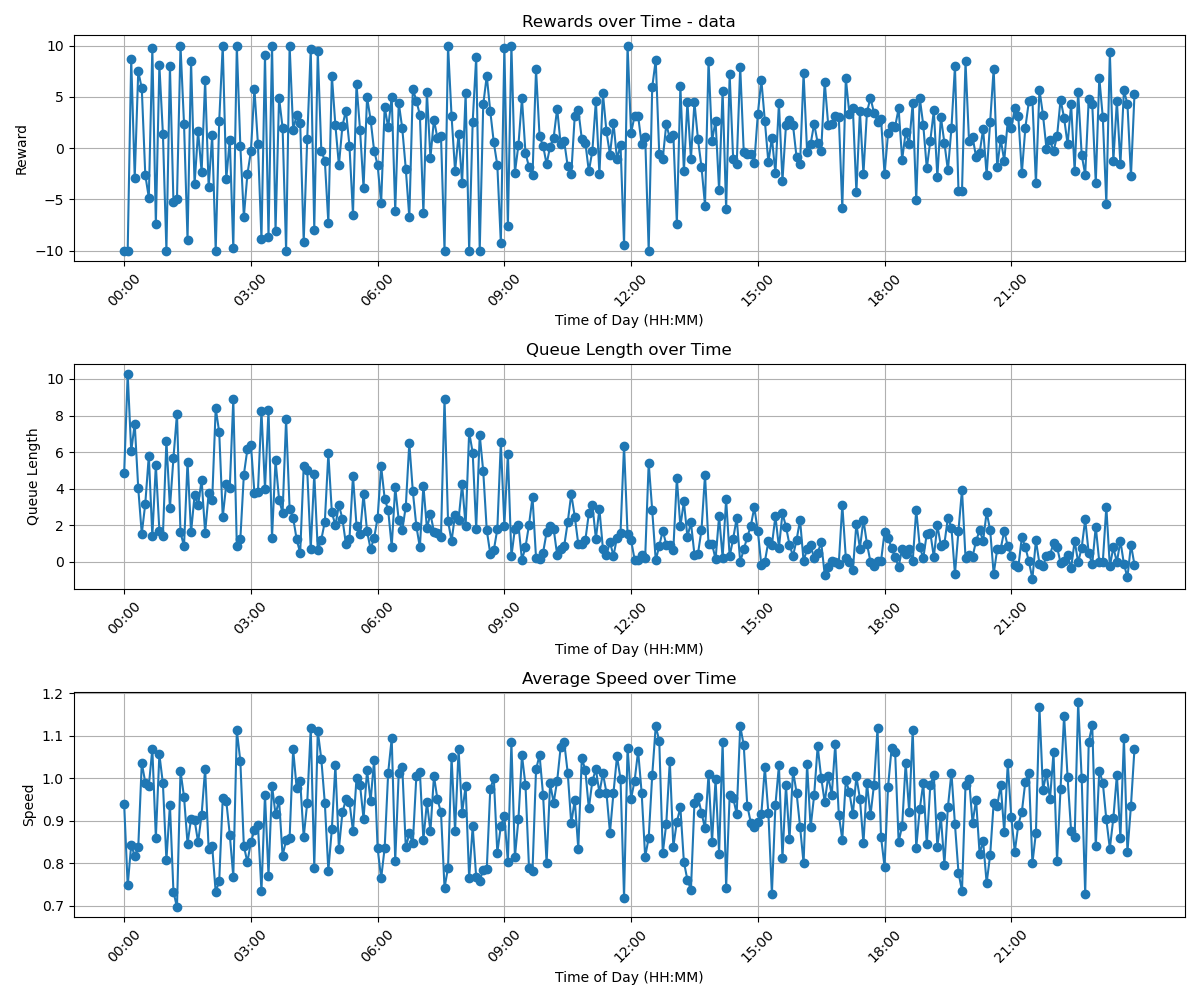 Rewards over Time - data
Reward
10
5
0
−5
−10
00:00 03:00 06:00 09:00 12:00 15:00 18:00 21:00
Time of Day (HH:MM)
Queue Length over Time
Queue Length
10
8
6
4
2
0
00:00 03:00 06:00 09:00 12:00 15:00 18:00 21:00
Time of Day (HH:MM)
Average Speed over Time
Speed
1.2
1.1
1.0
0.9
0.8
0.7
00:00 03:00 06:00 09:00 12:00 15:00 18:00 21:00
Time of Day (HH:MM)